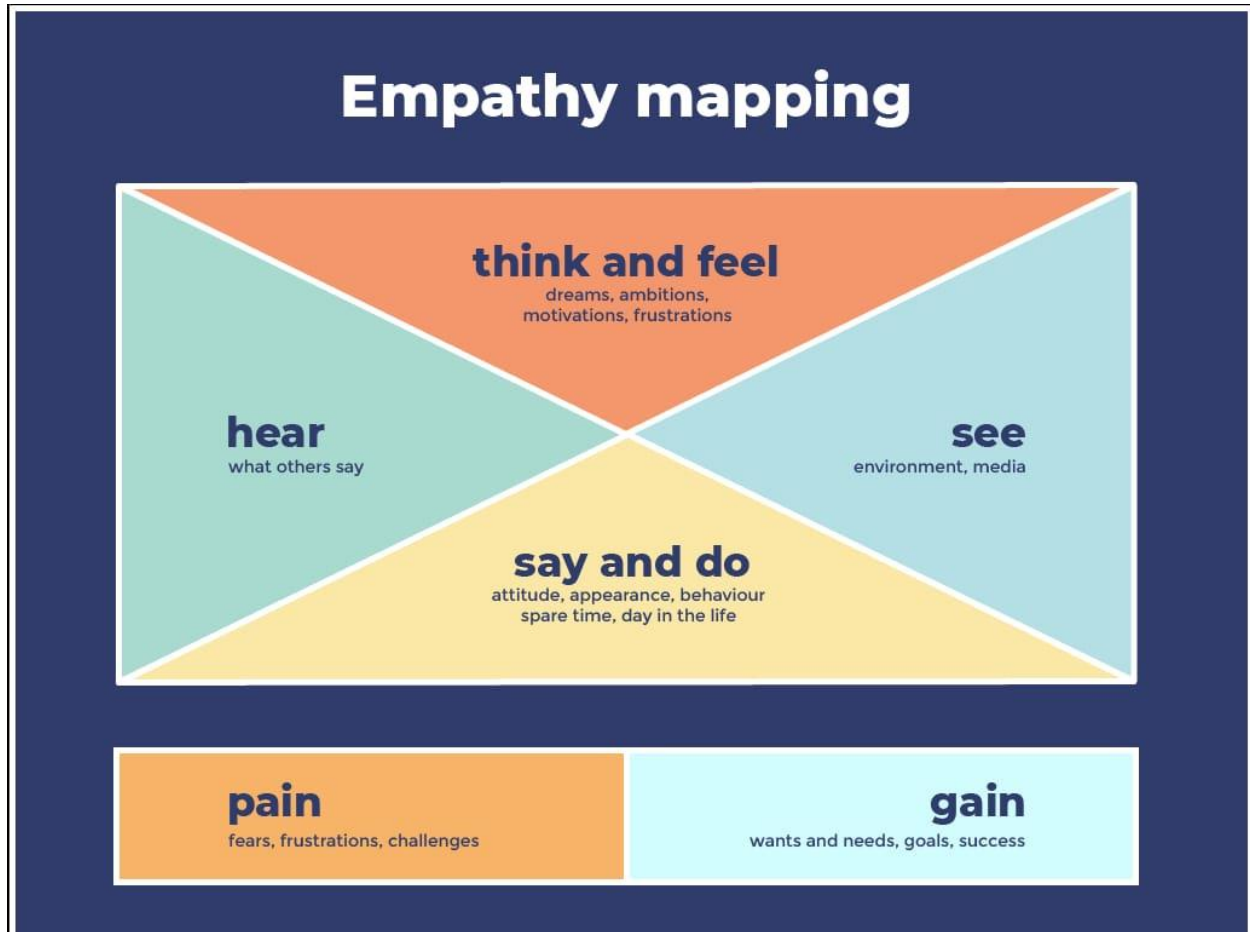 Empathy mapping
think and feel
dreams, ambitions,
motivations, frustrations
hear
what others say
see
environment, media
say and do
attitude, appearance, behaviour
spare time, day in the life
pain
fears, frustrations, challenges
gain
wants and needs, goals, success